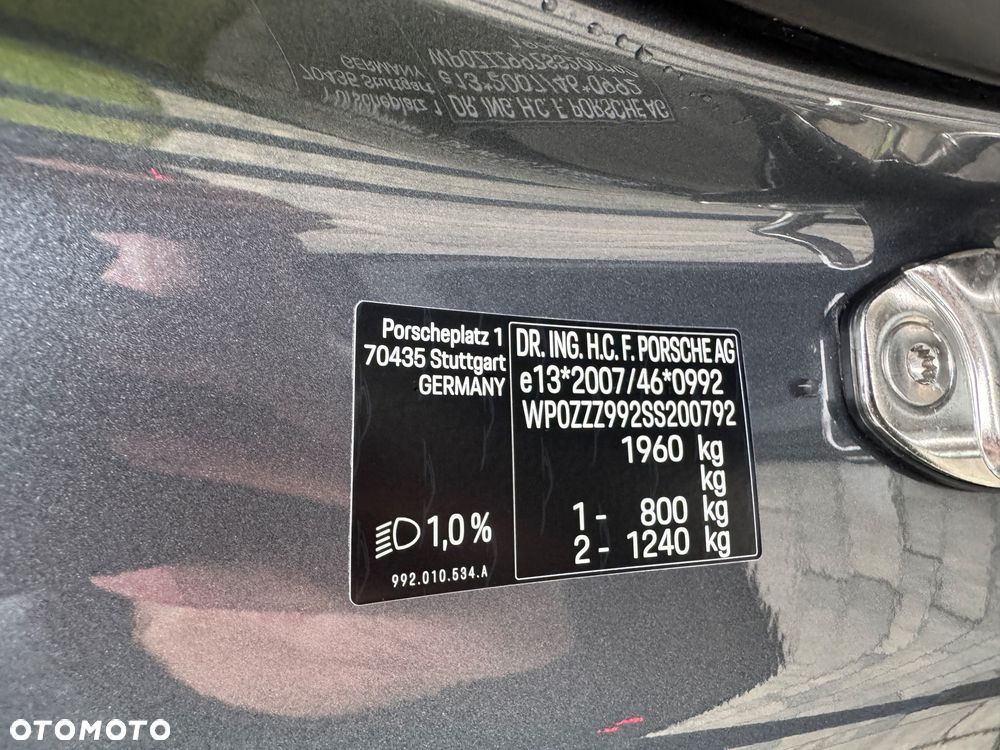 Porscheplatz 1
70435 Stuttgart
GERMANY
1,0%
992.010.534.A
DR. ING. H.C. F. PORSCHE AG
e13*2007/46*0992
WP0ZZZ992SS200792
1960 kg
kg
1 - 800 kg
2 - 1240 kg
OTOMOTO